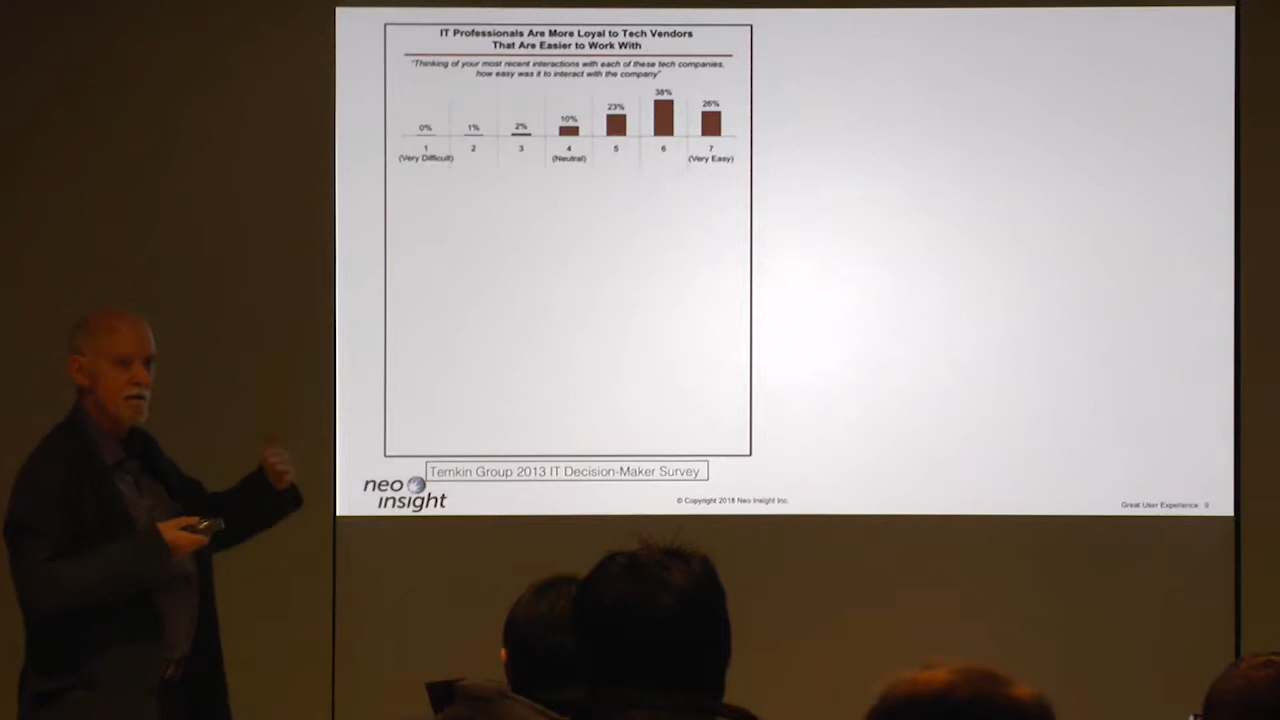 IT Professionals Are More Loyal to Tech Vendors
That Are Easier to Work With
"Thinking of your most recent interactions with each of these tech companies,
how easy was it to interact with the company"
0% 1% 2% 10% 23% 38% 26%
1 2 3 4 5 6 7
(Very Difficult) (Neutral) (Very Easy)
Temkin Group 2013 IT Decision-Maker Survey
neo
insight
© Copyright 2018 Neo Insight Inc.
Great User Experience 9